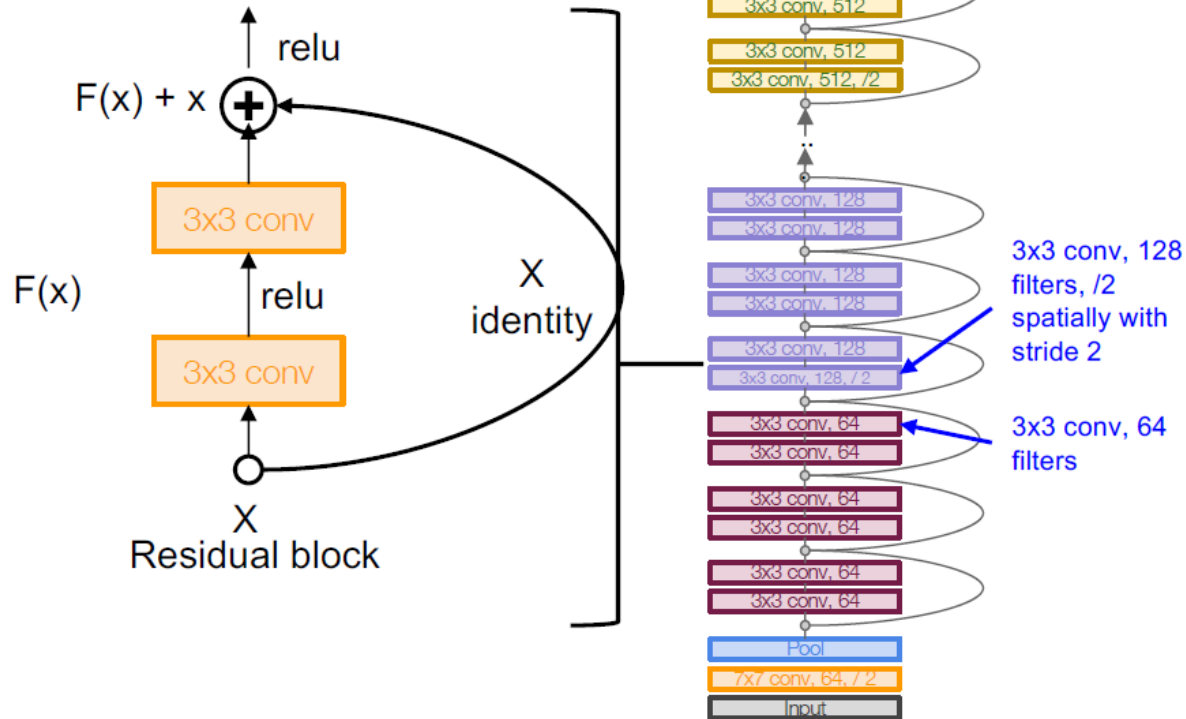 relu
F(x) + x
3x3 conv
F(x)
relu
X
identity
3x3 conv
X
Residual block
3x3 conv, 512
3x3 conv, 512
3x3 conv, 512, /2
..
3x3 conv, 128
3x3 conv, 128
3x3 conv, 128
3x3 conv, 128
3x3 conv, 128
3x3 conv, 128, / 2
3x3 conv, 64
3x3 conv, 64
3x3 conv, 64
3x3 conv, 64
3x3 conv, 64
3x3 conv, 64
Pool
7x7 conv, 64, / 2
Input
3x3 conv, 128
filters, /2
spatially with
stride 2
3x3 conv, 64
filters